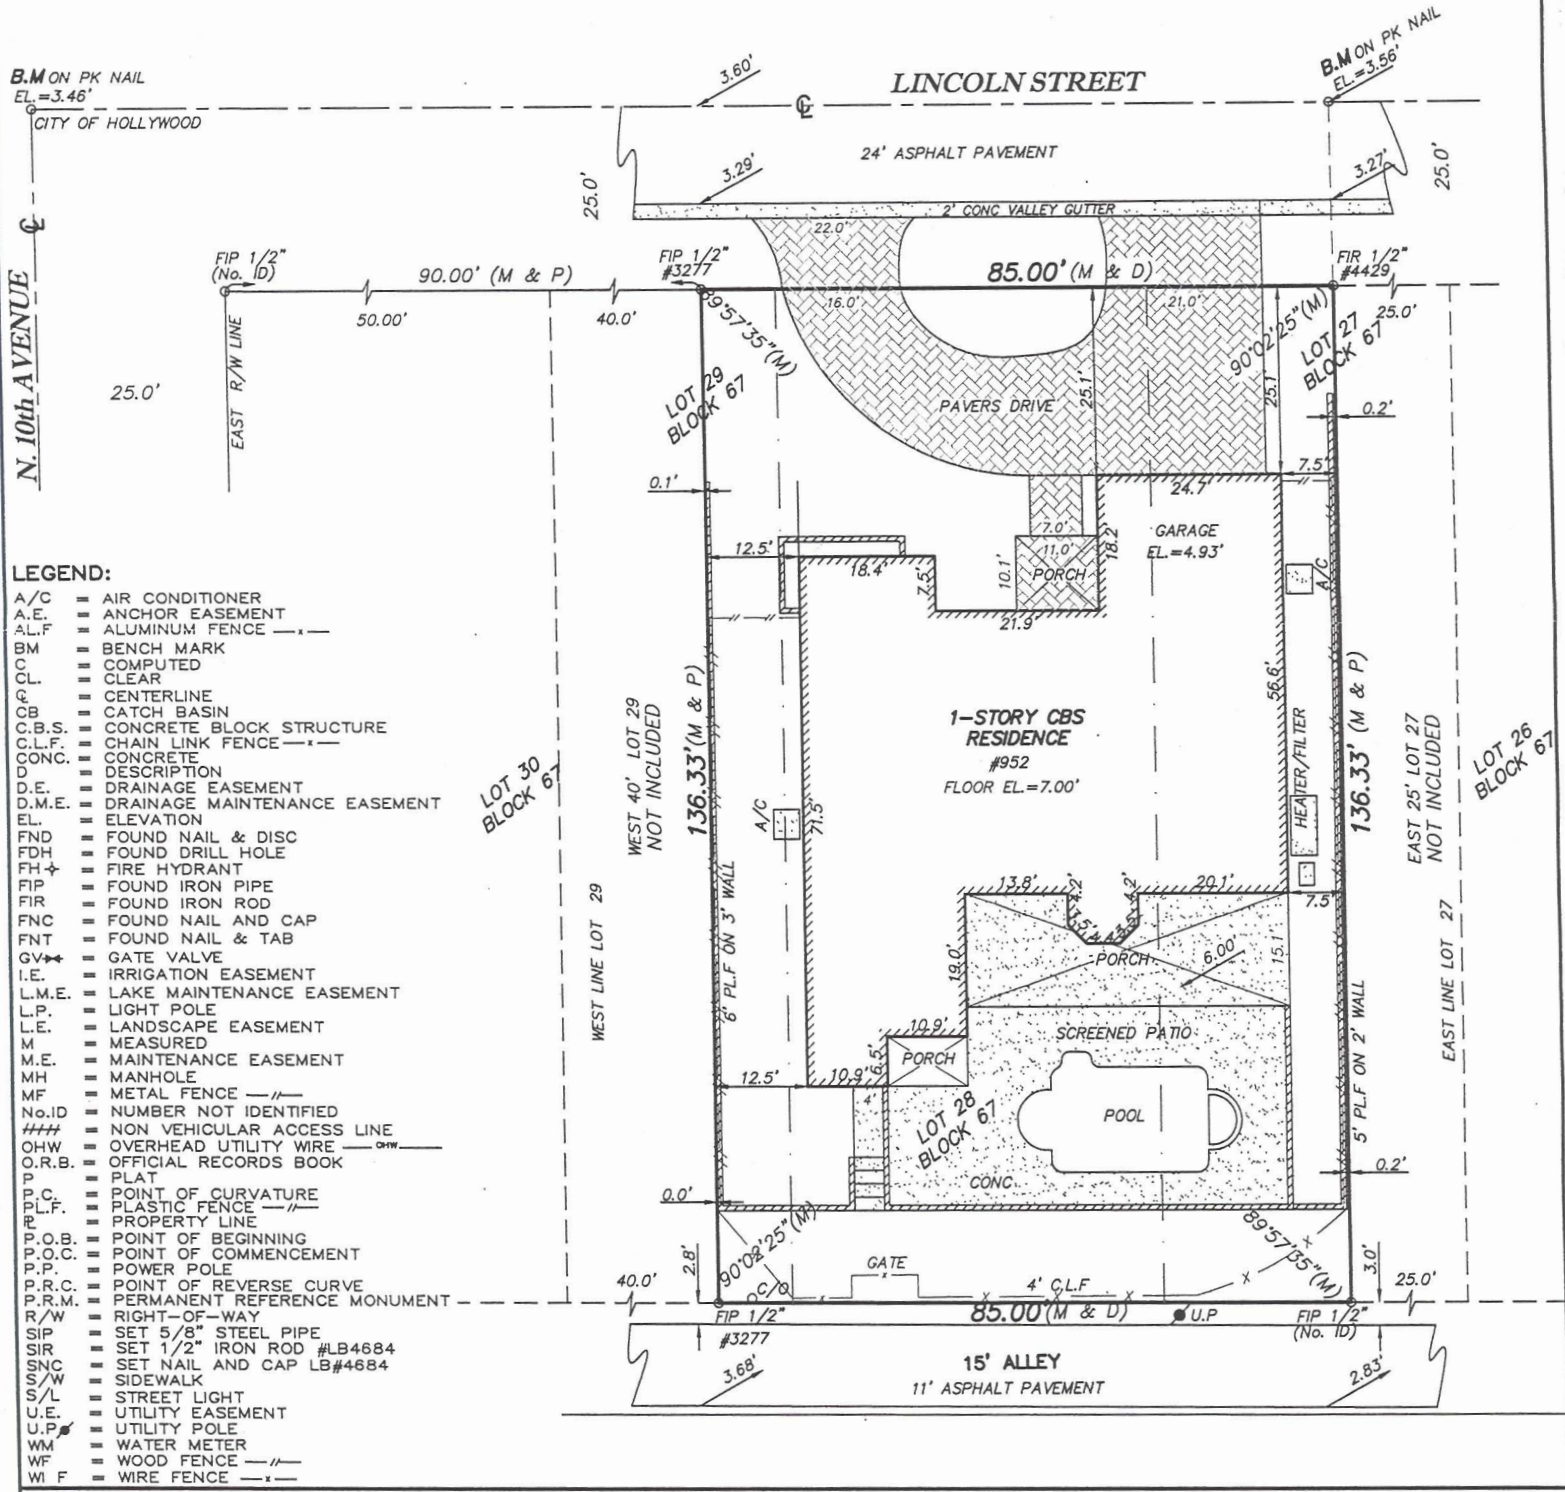 B.M ON PK NAIL
EL.=3.46'
CITY OF HOLLYWOOD
3.60'
LINCOLN STREET
B.M ON PK NAIL
EL.=3.56'
℄
24' ASPHALT PAVEMENT
25.0'
3.29'
3.27'
25.0'
2' CONC VALLEY GUTTER
22.0'
℄
N. 10th AVENUE
FIP 1/2"
(No. ID)
90.00' (M & P)
FIP 1/2"
#3277
85.00' (M & D)
FIR 1/2"
#4429
50.00'
40.0'
16.0'
21.0'
25.0'
89°57'35"(M)
90°02'25"(M)
LOT 27
BLOCK 67
25.0'
EAST R/W LINE
LOT 29
BLOCK 67
PAVERS DRIVE
25.1'
25.1'
0.2'
0.1'
7.5'
24.7'
GARAGE
EL.=4.93'
7.0'
11.0'
PORCH
10.1'
18.2'
12.5'
18.4'
7.5'
21.9'
A/C
LEGEND:
A/C = AIR CONDITIONER
A.E. = ANCHOR EASEMENT
AL.F = ALUMINUM FENCE —x—
BM = BENCH MARK
C = COMPUTED
CL. = CLEAR
℄ = CENTERLINE
CB = CATCH BASIN
C.B.S. = CONCRETE BLOCK STRUCTURE
C.L.F. = CHAIN LINK FENCE —x—
CONC. = CONCRETE
D = DESCRIPTION
D.E. = DRAINAGE EASEMENT
D.M.E. = DRAINAGE MAINTENANCE EASEMENT
EL. = ELEVATION
FND = FOUND NAIL & DISC
FDH = FOUND DRILL HOLE
FH = FIRE HYDRANT
FIP = FOUND IRON PIPE
FIR = FOUND IRON ROD
FNC = FOUND NAIL AND CAP
FNT = FOUND NAIL & TAB
GV = GATE VALVE
I.E. = IRRIGATION EASEMENT
L.M.E. = LAKE MAINTENANCE EASEMENT
L.P. = LIGHT POLE
L.E. = LANDSCAPE EASEMENT
M = MEASURED
M.E. = MAINTENANCE EASEMENT
MH = MANHOLE
MF = METAL FENCE —//—
No.ID = NUMBER NOT IDENTIFIED
= NON VEHICULAR ACCESS LINE
OHW = OVERHEAD UTILITY WIRE — OHW —
O.R.B. = OFFICIAL RECORDS BOOK
P = PLAT
P.C. = POINT OF CURVATURE
PL.F. = PLASTIC FENCE —//—
℄ = PROPERTY LINE
P.O.B. = POINT OF BEGINNING
P.O.C. = POINT OF COMMENCEMENT
P.P. = POWER POLE
P.R.C. = POINT OF REVERSE CURVE
P.R.M. = PERMANENT REFERENCE MONUMENT
R/W = RIGHT-OF-WAY
SIP = SET 5/8" STEEL PIPE
SIR = SET 1/2" IRON ROD #LB4684
SNC = SET NAIL AND CAP LB#4684
S/W = SIDEWALK
S/L = STREET LIGHT
U.E. = UTILITY EASEMENT
U.P = UTILITY POLE
WM = WATER METER
WF = WOOD FENCE —//—
WI F = WIRE FENCE —x—
LOT 30
BLOCK 67
WEST 40' LOT 29
NOT INCLUDED
136.33' (M & P)
1-STORY CBS
RESIDENCE
#952
FLOOR EL.=7.00'
56.6'
HEATER/FILTER
136.33' (M & P)
EAST 25' LOT 27
NOT INCLUDED
LOT 26
BLOCK 67
A/C
71.5'
6' PL.F ON 3' WALL
WEST LINE LOT 29
13.8'
4.2'
3.5'
4.2'
20.1'
7.5'
19.0'
PORCH
6.00'
15.1'
SCREENED PATIO
10.9'
PORCH
6.5'
12.5'
10.9'
4'
LOT 28
BLOCK 67
POOL
CONC.
5' PL.F ON 2' WALL
EAST LINE LOT 27
0.2'
0.0'
90°02'25"(M)
89°57'35"(M)
2.8'
C/O
GATE
4' C.L.F
3.0'
40.0'
25.0'
FIP 1/2"
#3277
85.00' (M & D)
U.P
FIP 1/2"
(No. ID)
3.68'
15' ALLEY
11' ASPHALT PAVEMENT
2.83'